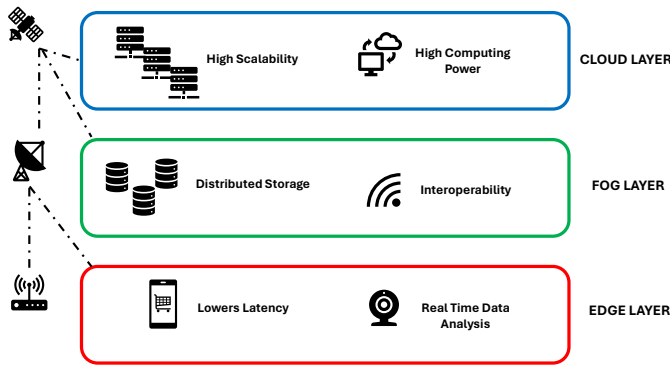 High Scalability
High Computing
Power
CLOUD LAYER
Distributed Storage
Interoperability
FOG LAYER
Lowers Latency
Real Time Data
Analysis
EDGE LAYER